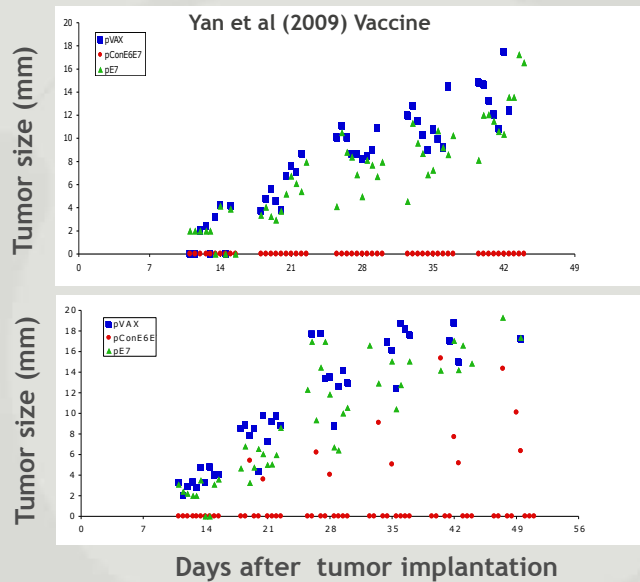 Yan et al (2009) Vaccine
Tumor size (mm)
20
18
16
14
12
10
8
6
4
2
0
pVAX
pConE6E7
pE7
0 7 14 21 28 35 42 49
Tumor size (mm)
20
18
16
14
12
10
8
6
4
2
0
pVAX
pConE6E
pE7
0 7 14 21 28 35 42 49 56
Days after tumor implantation